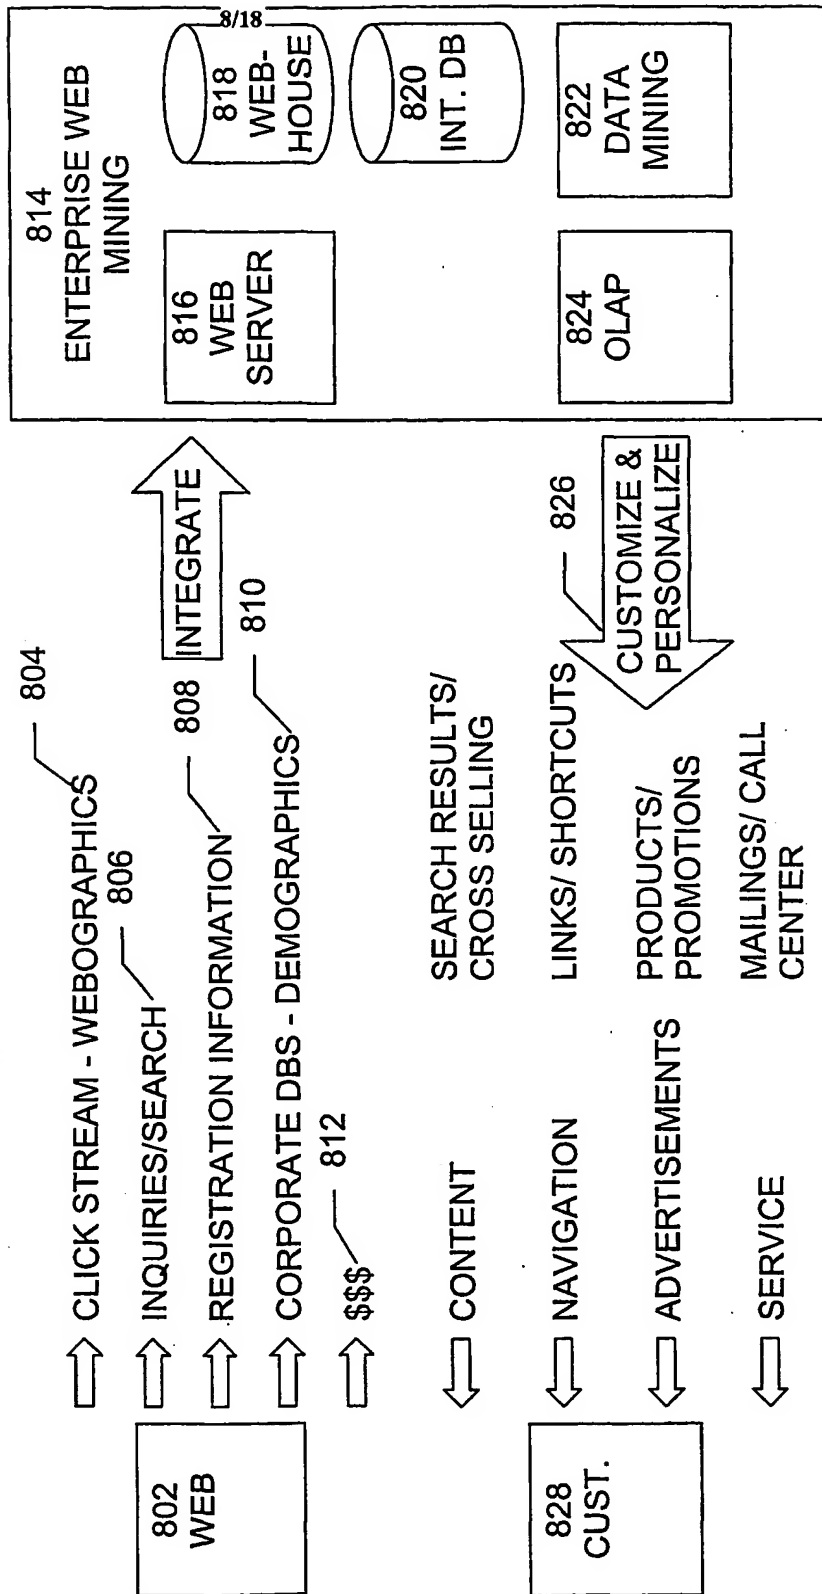 8/18
802
WEB
CLICK STREAM - WEBOGRAPHICS
804
INQUIRIES/SEARCH
806
REGISTRATION INFORMATION
808
CORPORATE DBS - DEMOGRAPHICS
810
$$$
812
INTEGRATE
814
ENTERPRISE WEB
MINING
816
WEB
SERVER
818
WEB-
HOUSE
820
INT. DB
824
OLAP
822
DATA
MINING
826
CUSTOMIZE &
PERSONALIZE
828
CUST.
CONTENT
SEARCH RESULTS/
CROSS SELLING
NAVIGATION
LINKS/ SHORTCUTS
ADVERTISEMENTS
PRODUCTS/
PROMOTIONS
SERVICE
MAILINGS/ CALL
CENTER